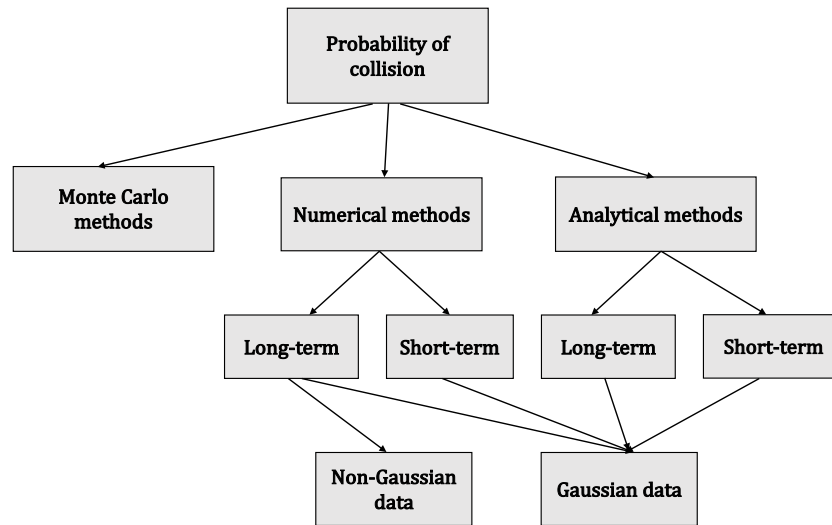 Probability of
collision
Monte Carlo
methods
Numerical methods
Analytical methods
Long-term
Short-term
Long-term
Short-term
Non-Gaussian
data
Gaussian data